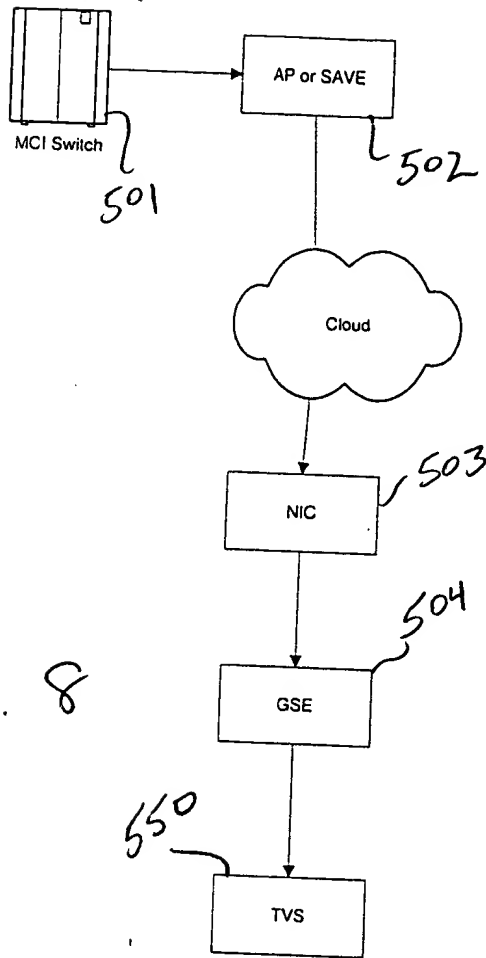 AP or SAVE
MCI Switch
501
502
Cloud
503
NIC
504
GSE
. 8
550
TVS